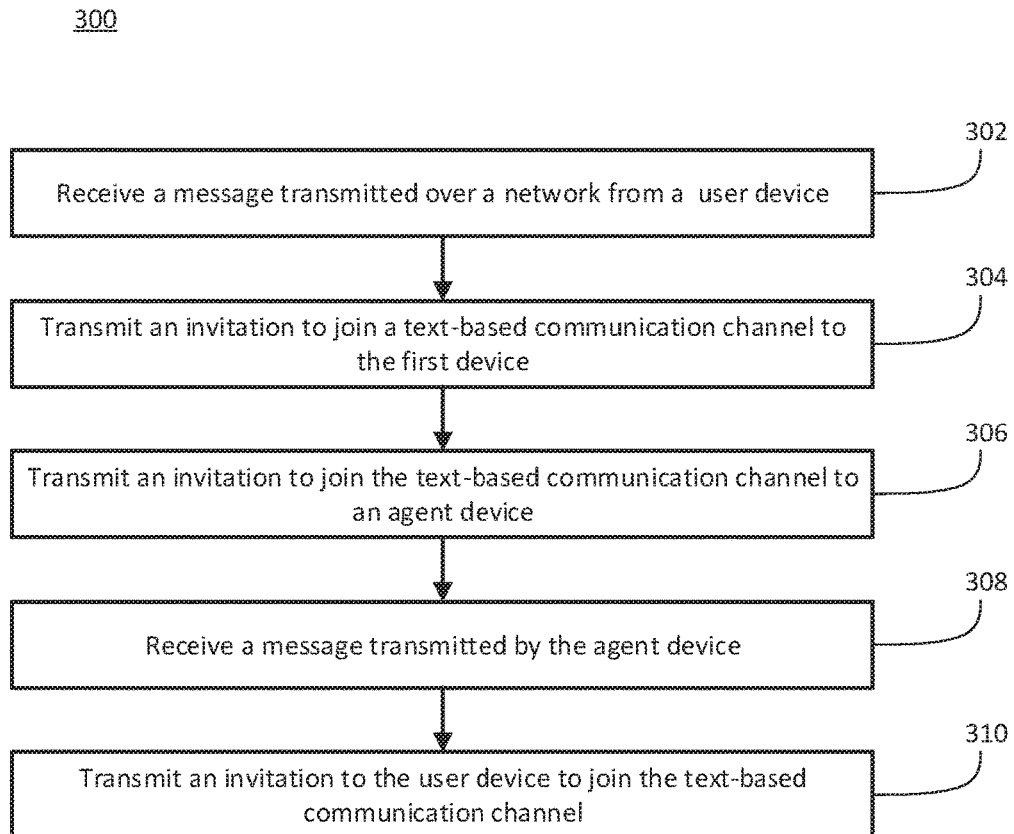 300
302
Receive a message transmitted over a network from a user device
304
Transmit an invitation to join a text-based communication channel to
the first device
306
Transmit an invitation to join the text-based communication channel to
an agent device
308
Receive a message transmitted by the agent device
310
Transmit an invitation to the user device to join the text-based
communication channel